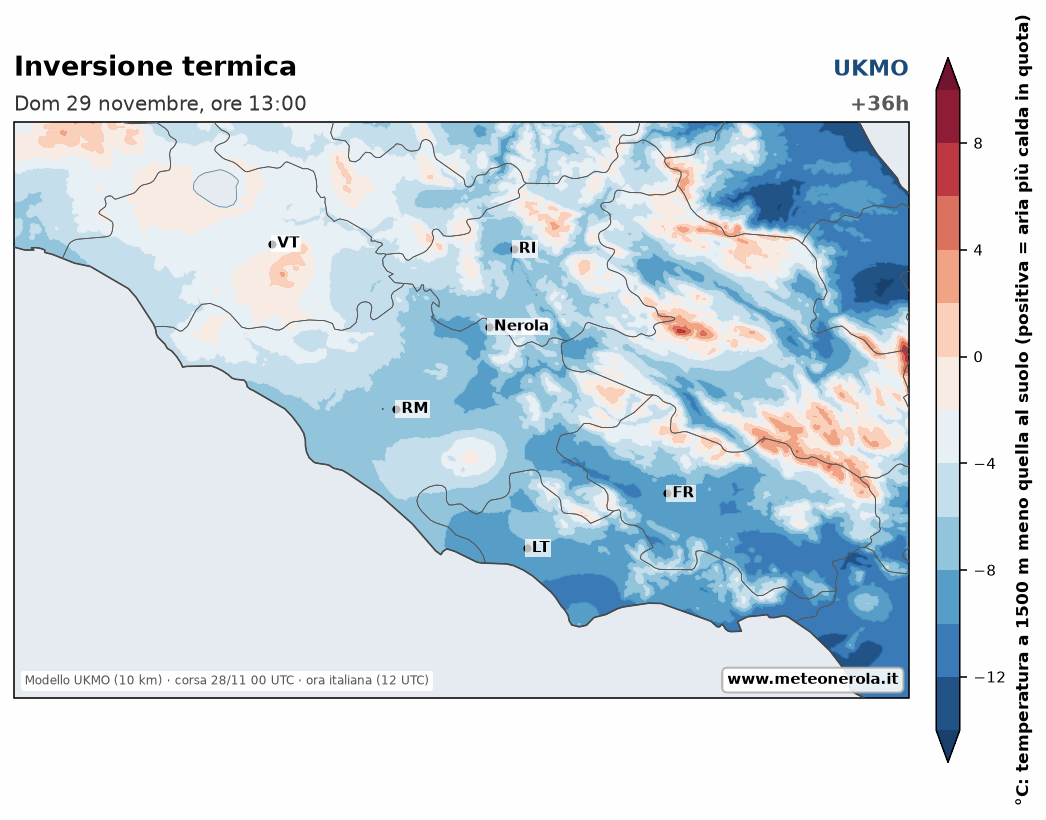 Inversione termica
UKMO
Dom 29 novembre, ore 13:00
+36h
VT
RI
Nerola
RM
FR
LT
Modello UKMO (10 km) · corsa 28/11 00 UTC · ora italiana (12 UTC)
www.meteonerola.it
8
4
0
−4
−8
−12
°C: temperatura a 1500 m meno quella al suolo (positiva = aria più calda in quota)